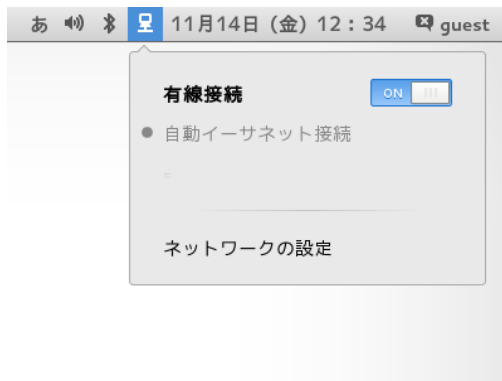 あ 11月14日 (金) 12 : 34 guest
有線接続 ON
自動イーサネット接続
ネットワークの設定